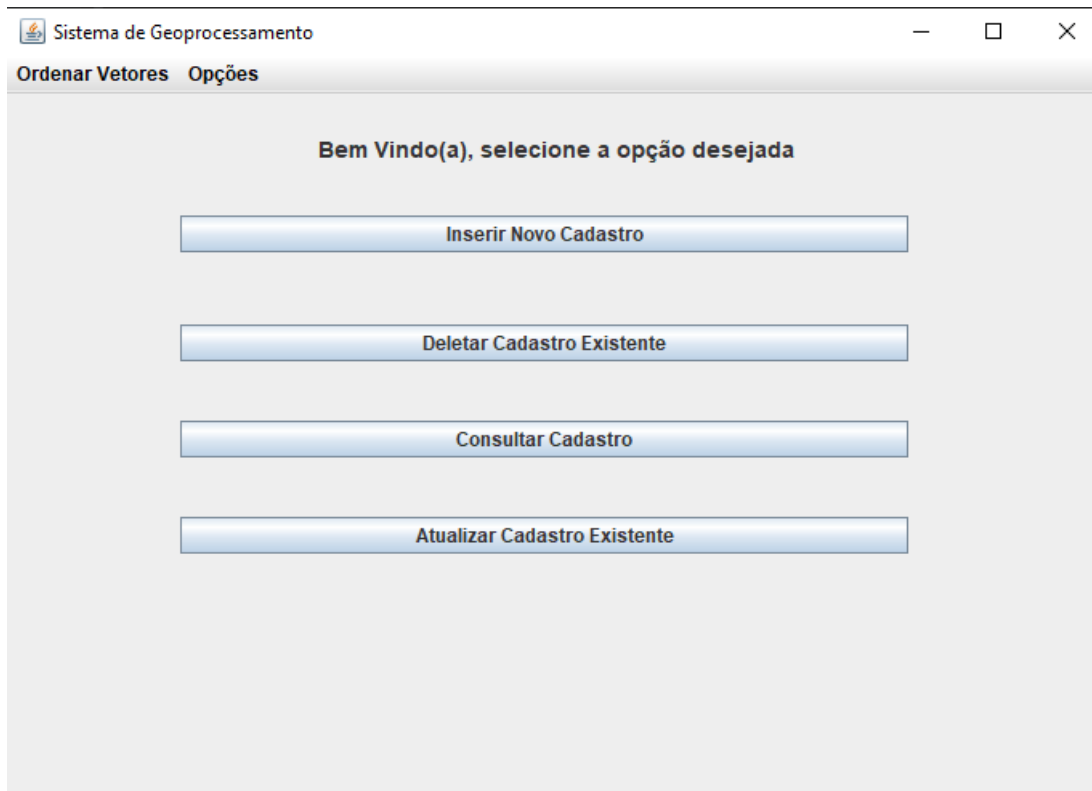 Sistema de Geoprocessamento
Ordenar Vetores Opções
Bem Vindo(a), selecione a opção desejada
Inserir Novo Cadastro
Deletar Cadastro Existente
Consultar Cadastro
Atualizar Cadastro Existente